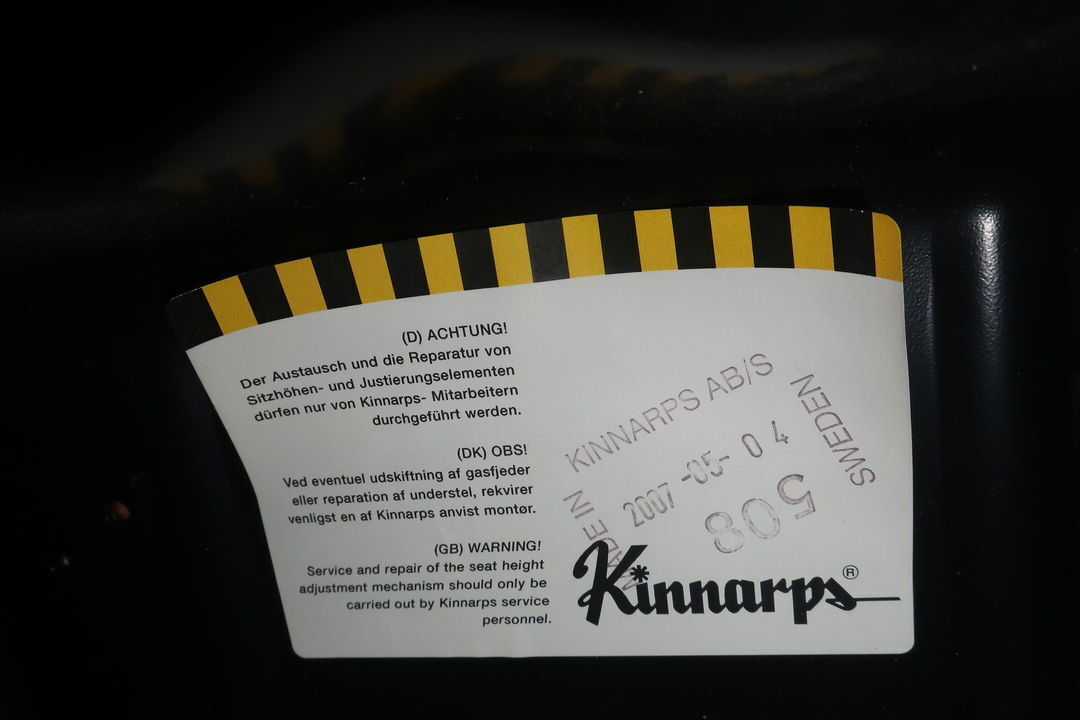 (D) ACHTUNG!
Der Austausch und die Reparatur von
Sitzhöhen- und Justierungselementen
dürfen nur von Kinnarps- Mitarbeitern
durchgeführt werden.
(DK) OBS!
Ved eventuel udskiftning af gasfjeder
eller reparation af understel, rekvirer
venligst en af Kinnarps anvist montør.
(GB) WARNING!
Service and repair of the seat height
adjustment mechanism should only be
carried out by Kinnarps service
personnel.
KINNARPS AB/S
SWEDEN
2007-05-04
508
MADE IN
Kinnarps®